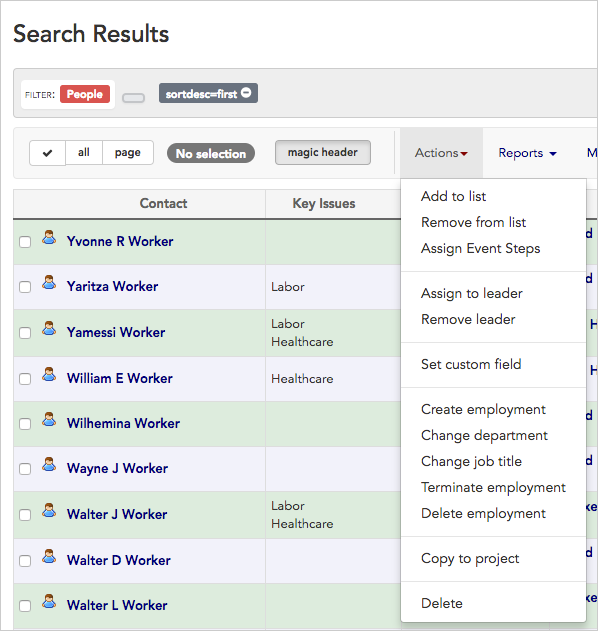 Search Results
FILTER: People sortdesc=first
all page No selection magic header Actions Reports M
Contact Key Issues
Yvonne R Worker
Yaritza Worker Labor
Yamessi Worker Labor
Healthcare
William E Worker Healthcare
Wilhemina Worker
Wayne J Worker
Walter J Worker Labor
Healthcare
Walter D Worker
Walter L Worker
Add to list
Remove from list
Assign Event Steps
Assign to leader
Remove leader
Set custom field
Create employment
Change department
Change job title
Terminate employment
Delete employment
Copy to project
Delete